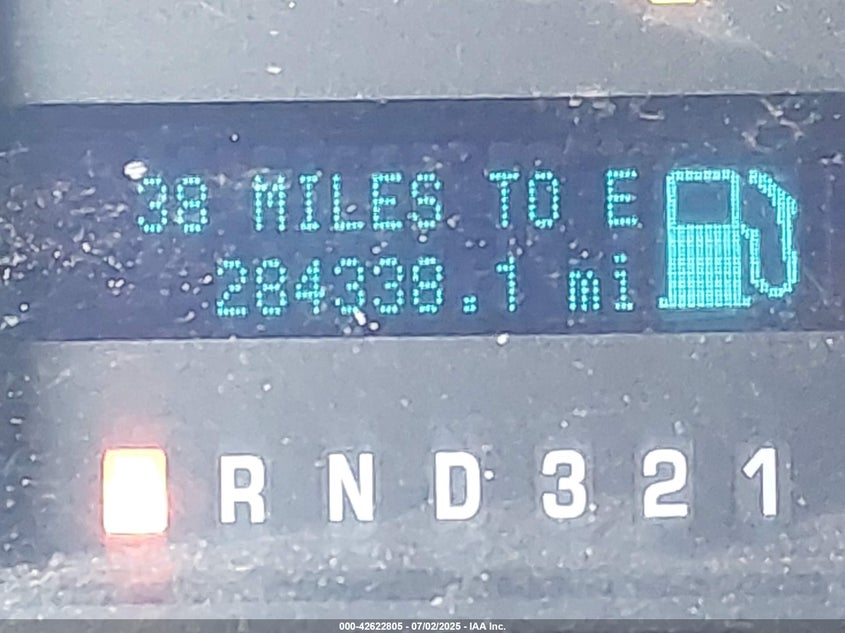 38 MILES TO E
284338.1 mi
R N D 3 2 1
000-42622805 - 07/02/2025 - IAA Inc.